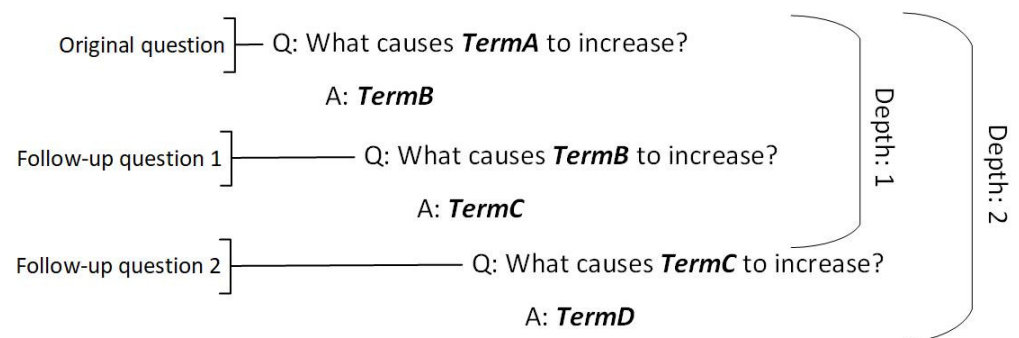 Original question
Q: What causes TermA to increase?
A: TermB
Follow-up question 1
Q: What causes TermB to increase?
A: TermC
Follow-up question 2
Q: What causes TermC to increase?
A: TermD
Depth: 1
Depth: 2